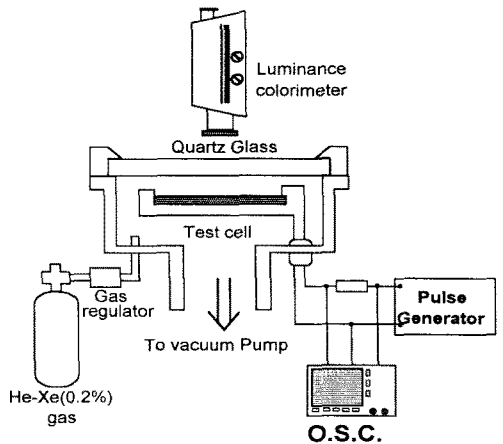 Luminance
colorimeter
Quartz Glass
Test cell
Gas
regulator
Pulse
Generator
To vacuum Pump
He-Xe(0.2%)
gas
O.S.C.